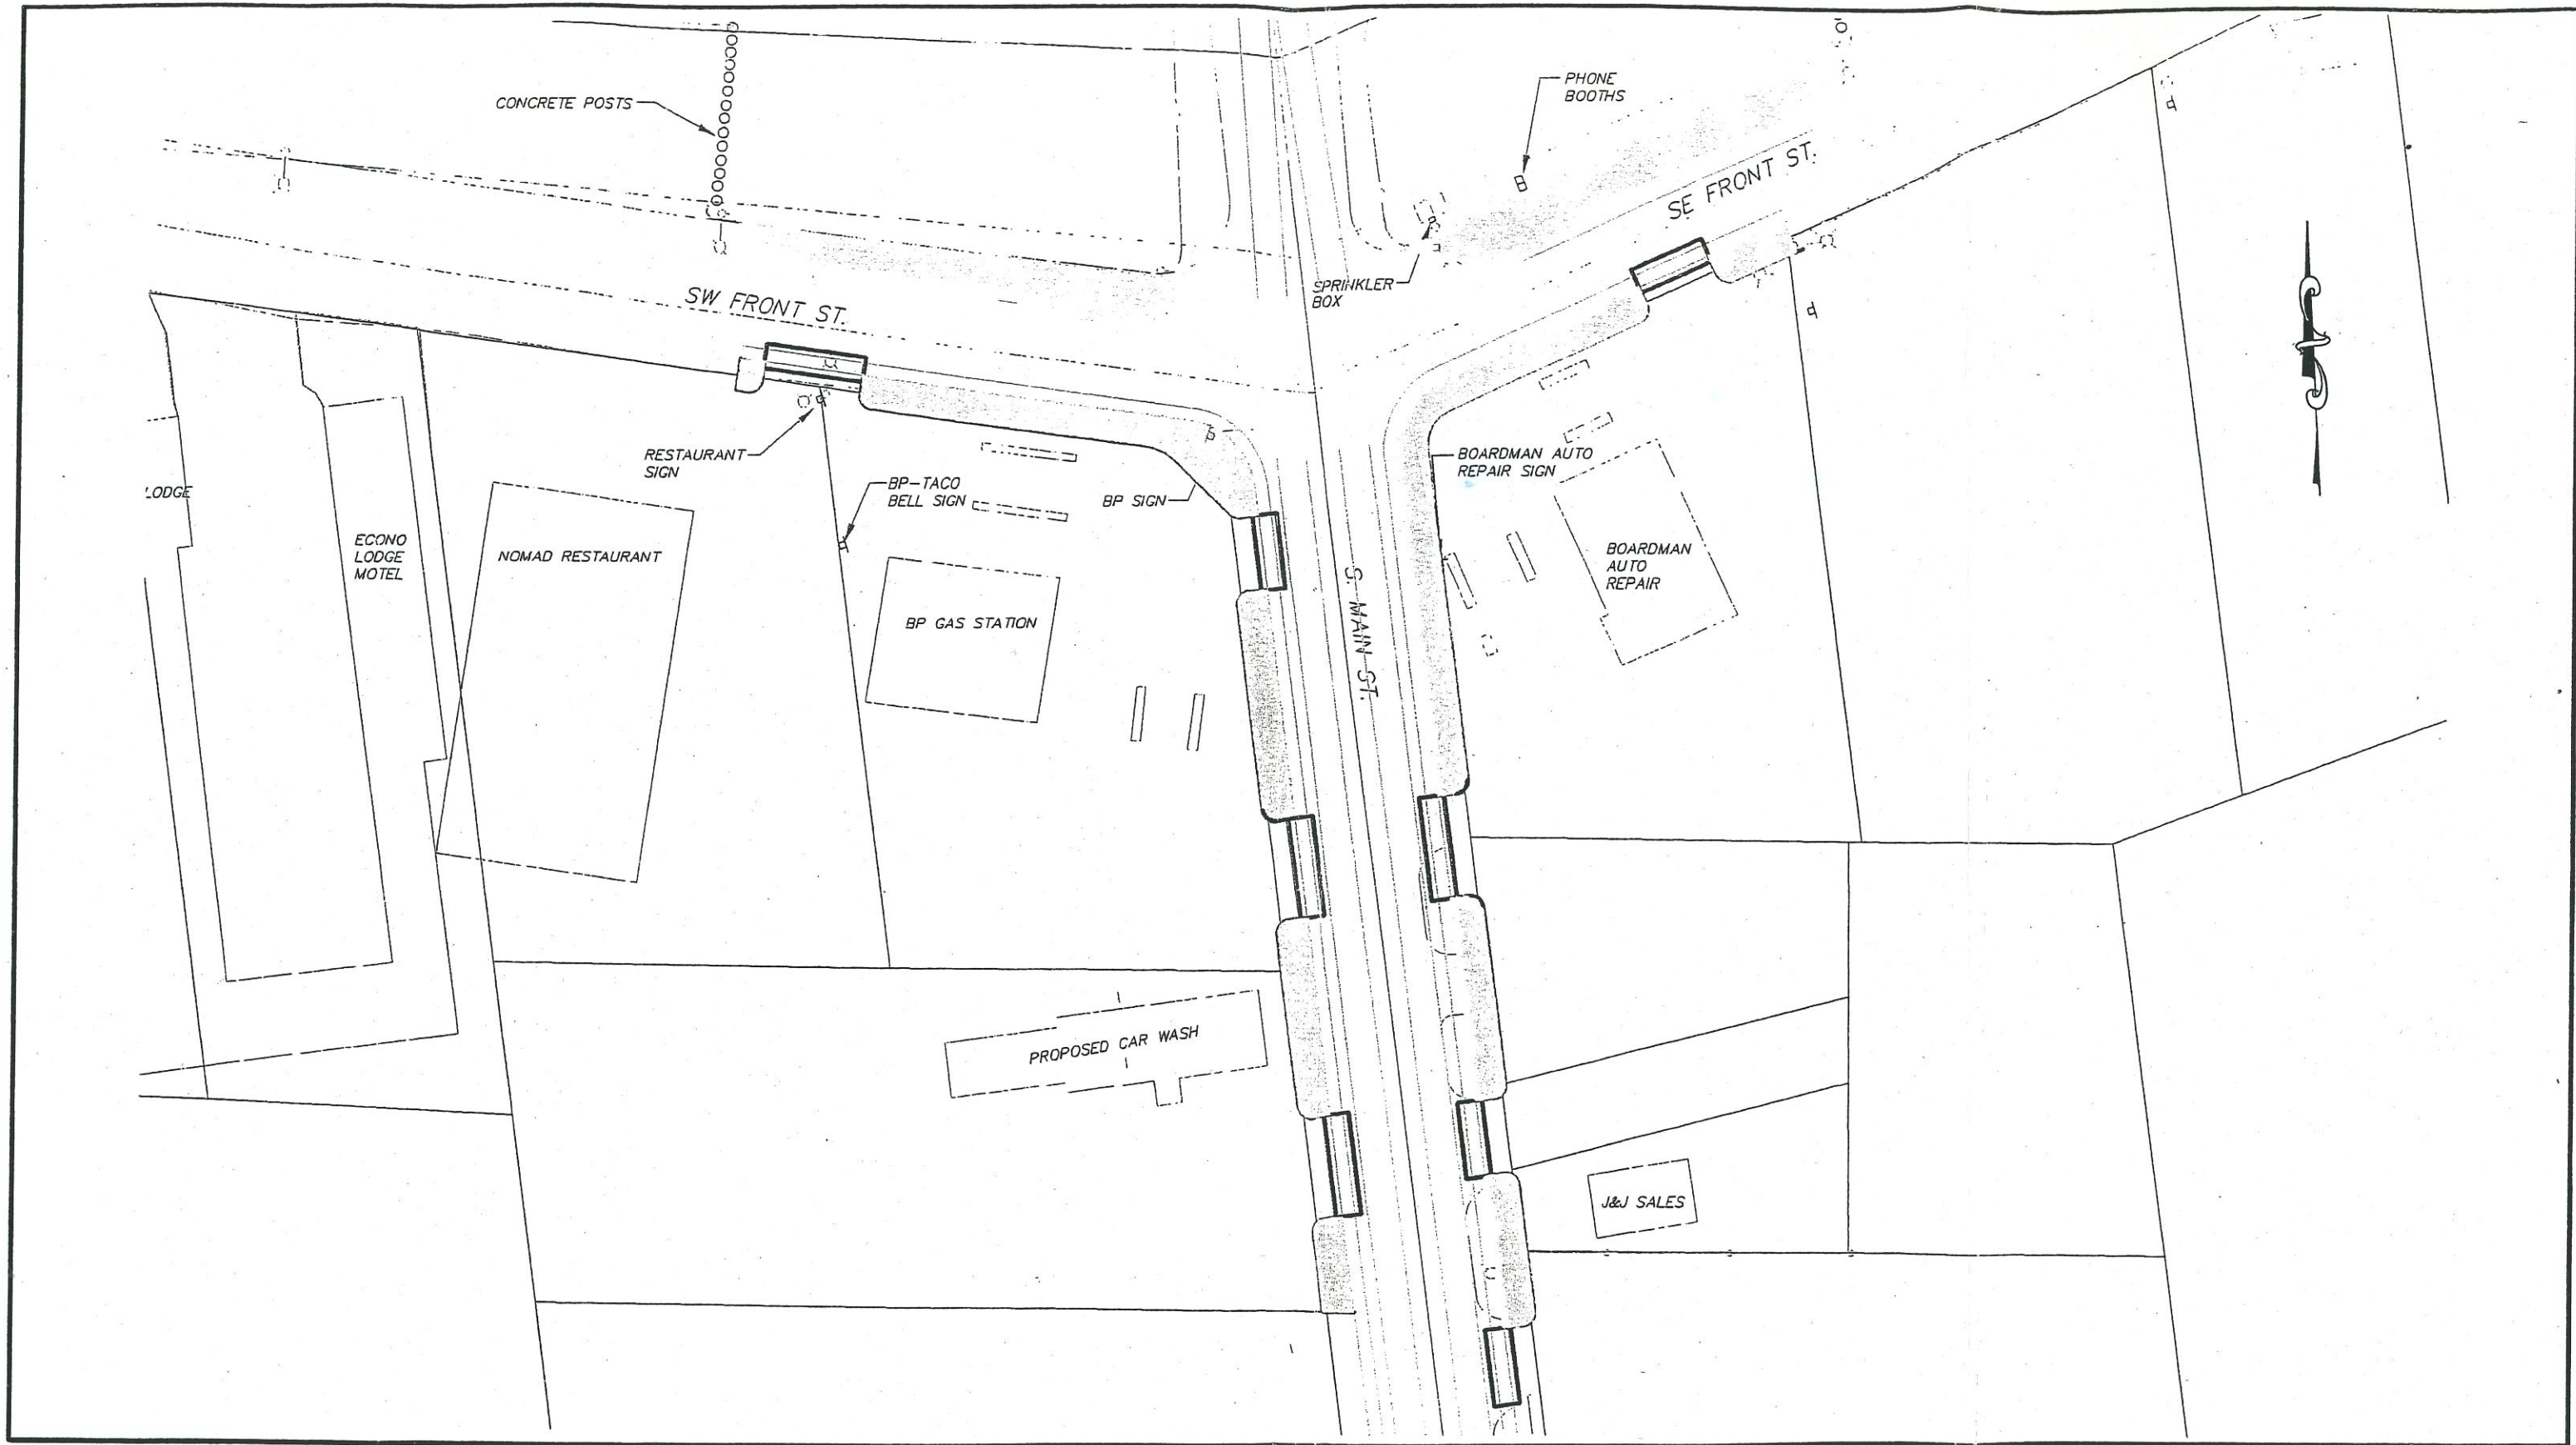 CONCRETE POSTS
PHONE
BOOTHS
SE FRONT ST.
SPRINKLER
BOX
SW FRONT ST.
RESTAURANT
SIGN
BP-TACO
BELL SIGN
BP SIGN
BOARDMAN AUTO
REPAIR SIGN
LODGE
ECONO
LODGE
MOTEL
NOMAD RESTAURANT
BP GAS STATION
S. MAIN ST.
BOARDMAN
AUTO
REPAIR
PROPOSED CAR WASH
J&J SALES